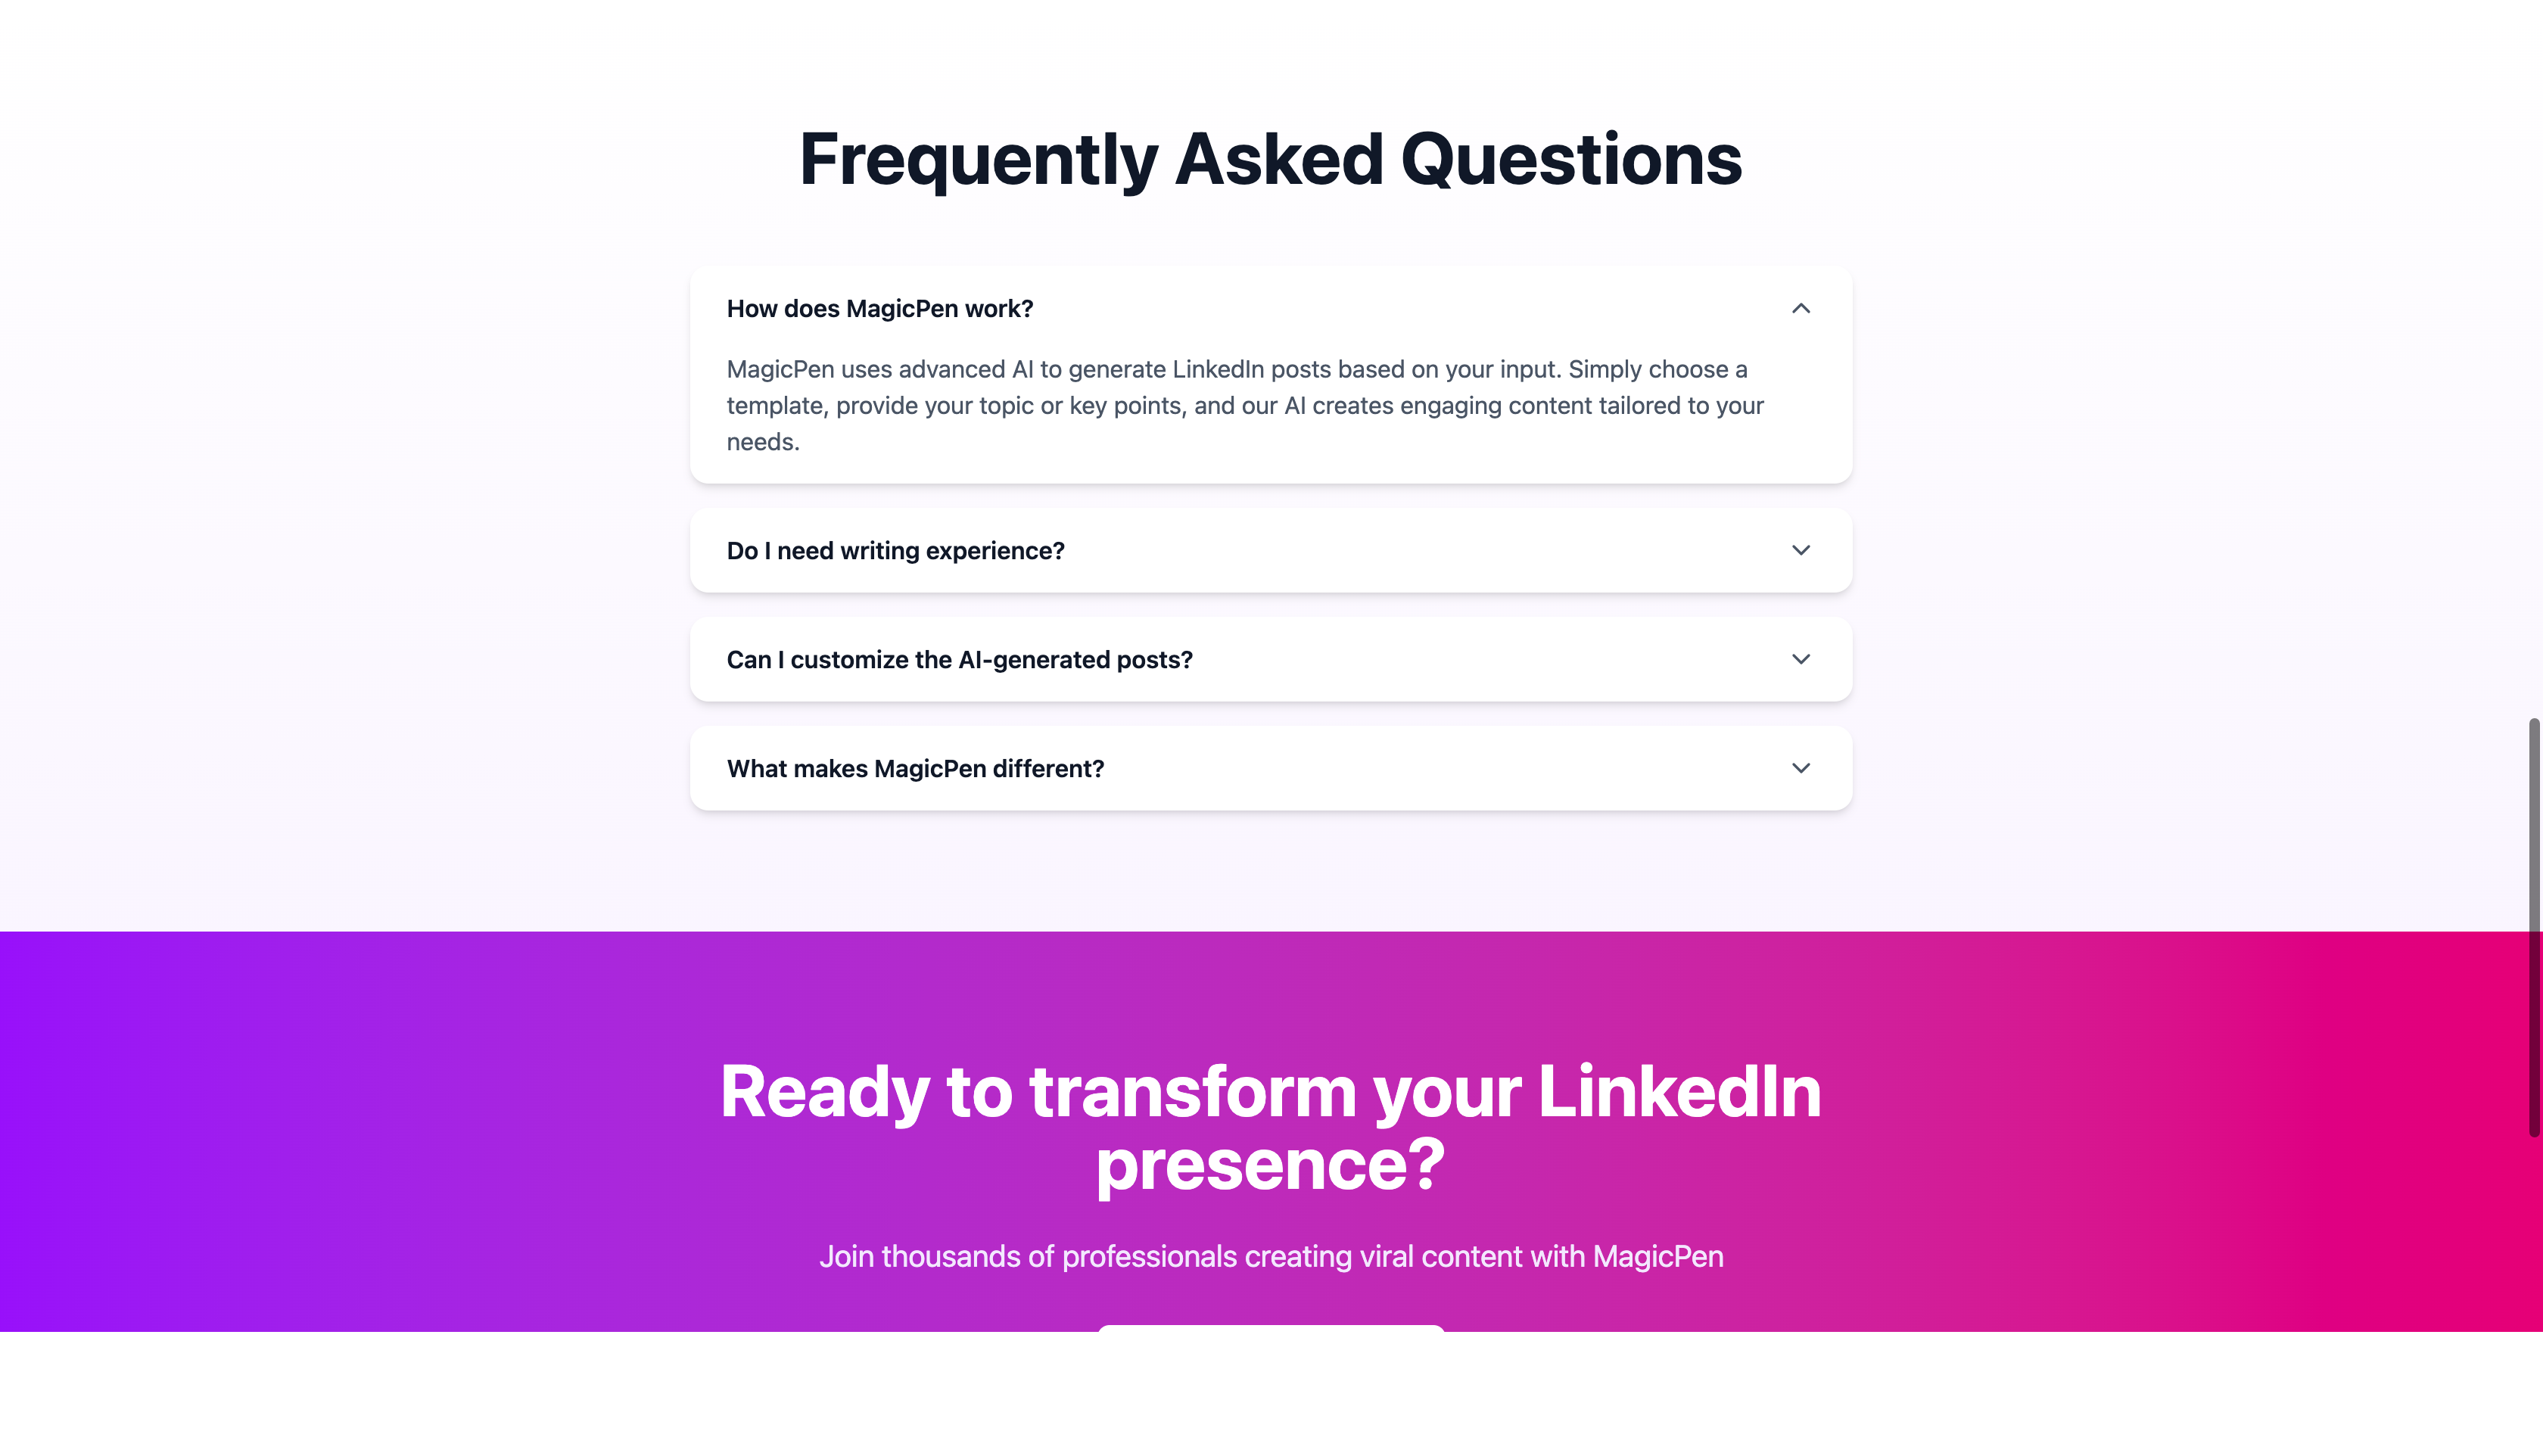 Frequently Asked Questions
How does MagicPen work?
MagicPen uses advanced AI to generate LinkedIn posts based on your input. Simply choose a
template, provide your topic or key points, and our AI creates engaging content tailored to your
needs.
Do I need writing experience?
Can I customize the AI-generated posts?
What makes MagicPen different?
Ready to transform your LinkedIn
presence?
Join thousands of professionals creating viral content with MagicPen